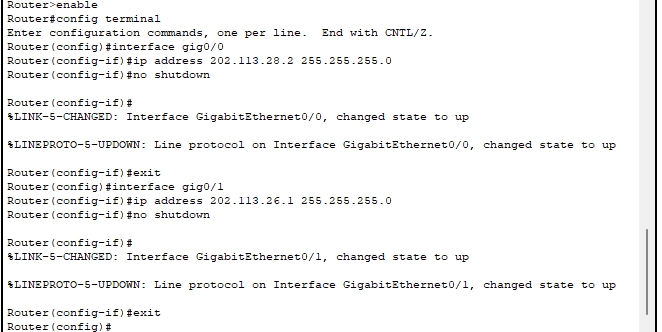 Router>enable
Router#config terminal
Enter configuration commands, one per line.  End with CNTL/Z.
Router(config)#interface gig0/0
Router(config-if)#ip address 202.113.28.2 255.255.255.0
Router(config-if)#no shutdown
Router(config-if)#
%LINK-5-CHANGED: Interface GigabitEthernet0/0, changed state to up
%LINEPROTO-5-UPDOWN: Line protocol on Interface GigabitEthernet0/0, changed state to up
Router(config-if)#exit
Router(config)#interface gig0/1
Router(config-if)#ip address 202.113.26.1 255.255.255.0
Router(config-if)#no shutdown
Router(config-if)#
%LINK-5-CHANGED: Interface GigabitEthernet0/1, changed state to up
%LINEPROTO-5-UPDOWN: Line protocol on Interface GigabitEthernet0/1, changed state to up
Router(config-if)#exit
Router(config)#